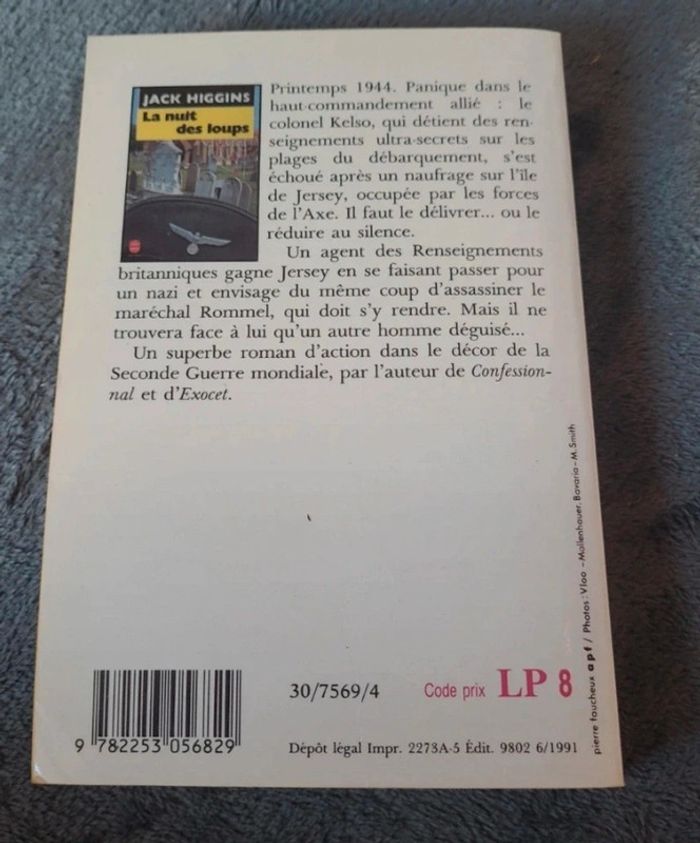 JACK HIGGINS
La nuit
des loups
Printemps 1944. Panique dans le
haut-commandement allié : le
colonel Kelso, qui détient des ren-
seignements ultra-secrets sur les
plages du débarquement, s'est
échoué après un naufrage sur l'île
de Jersey, occupée par les forces
de l'Axe. Il faut le délivrer... ou le
réduire au silence.
Un agent des Renseignements
britanniques gagne Jersey en se faisant passer pour
un nazi et envisage du même coup d'assassiner le
maréchal Rommel, qui doit s'y rendre. Mais il ne
trouvera face à lui qu'un autre homme déguisé...
Un superbe roman d'action dans le décor de la
Seconde Guerre mondiale, par l'auteur de Confession-
nal et d'Exocet.
pierre faucheux apf / Photos : Vloo - Mollenhauer, Bavaria - M. Smith
30/7569/4
Code prix LP 8
9 782253 056829
Dépôt légal Impr. 2273A-5 Édit. 9802 6/1991